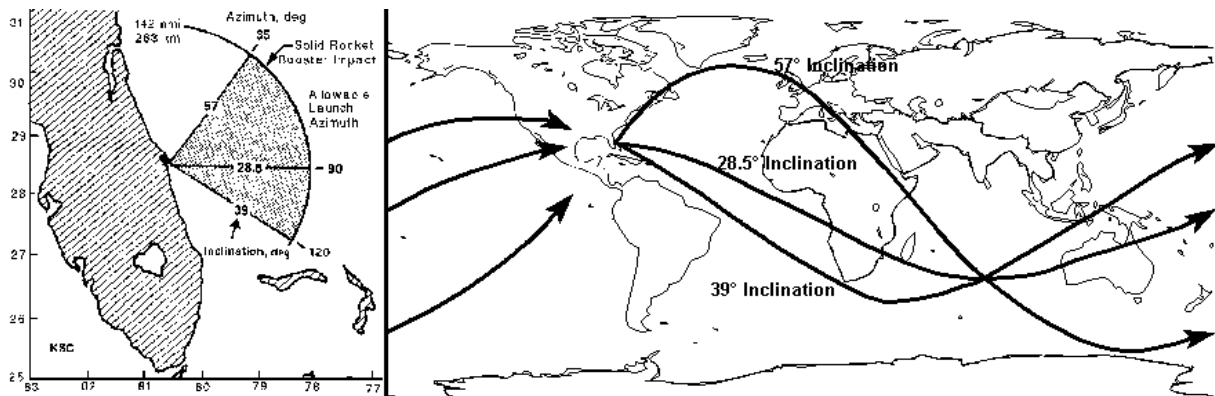 Azimuth, deg
142 nmi
263 km
35
Solid Rocket
Booster Impact
Allowable
Launch
Azimuth
57
28.5
90
39
Inclination, deg
120
KSC
31
30
29
28
27
26
25
81
80
79
78
77
57° Inclination
28.5° Inclination
39° Inclination